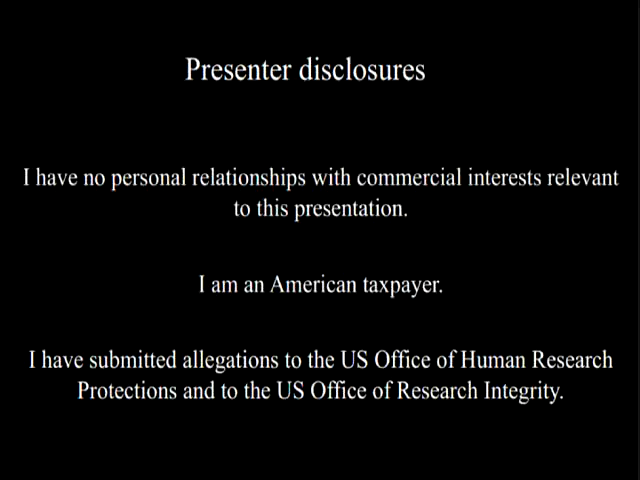 Presenter disclosures
I have no personal relationships with commercial interests relevant
to this presentation.
I am an American taxpayer.
I have submitted allegations to the US Office of Human Research
Protections and to the US Office of Research Integrity.